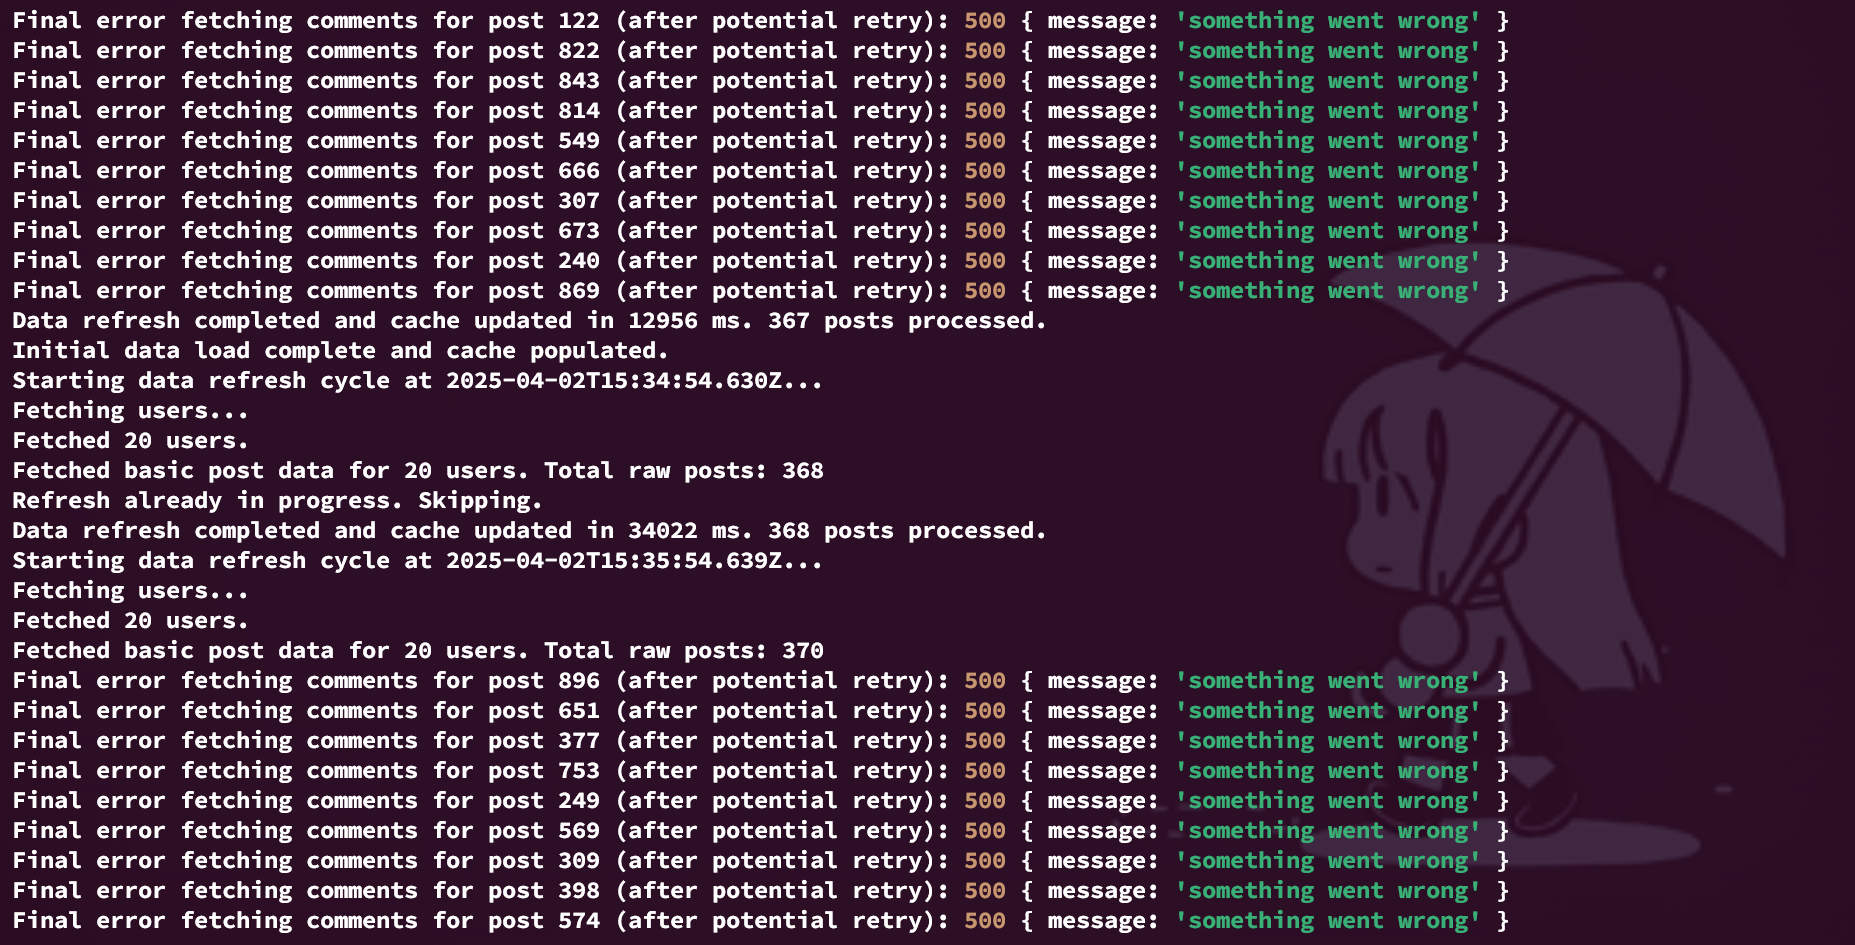 Final error fetching comments for post 122 (after potential retry): 500 { message: 'something went wrong' }
Final error fetching comments for post 822 (after potential retry): 500 { message: 'something went wrong' }
Final error fetching comments for post 843 (after potential retry): 500 { message: 'something went wrong' }
Final error fetching comments for post 814 (after potential retry): 500 { message: 'something went wrong' }
Final error fetching comments for post 549 (after potential retry): 500 { message: 'something went wrong' }
Final error fetching comments for post 666 (after potential retry): 500 { message: 'something went wrong' }
Final error fetching comments for post 307 (after potential retry): 500 { message: 'something went wrong' }
Final error fetching comments for post 673 (after potential retry): 500 { message: 'something went wrong' }
Final error fetching comments for post 240 (after potential retry): 500 { message: 'something went wrong' }
Final error fetching comments for post 869 (after potential retry): 500 { message: 'something went wrong' }
Data refresh completed and cache updated in 12956 ms. 367 posts processed.
Initial data load complete and cache populated.
Starting data refresh cycle at 2025-04-02T15:34:54.630Z...
Fetching users...
Fetched 20 users.
Fetched basic post data for 20 users. Total raw posts: 368
Refresh already in progress. Skipping.
Data refresh completed and cache updated in 34022 ms. 368 posts processed.
Starting data refresh cycle at 2025-04-02T15:35:54.639Z...
Fetching users...
Fetched 20 users.
Fetched basic post data for 20 users. Total raw posts: 370
Final error fetching comments for post 896 (after potential retry): 500 { message: 'something went wrong' }
Final error fetching comments for post 651 (after potential retry): 500 { message: 'something went wrong' }
Final error fetching comments for post 377 (after potential retry): 500 { message: 'something went wrong' }
Final error fetching comments for post 753 (after potential retry): 500 { message: 'something went wrong' }
Final error fetching comments for post 249 (after potential retry): 500 { message: 'something went wrong' }
Final error fetching comments for post 569 (after potential retry): 500 { message: 'something went wrong' }
Final error fetching comments for post 309 (after potential retry): 500 { message: 'something went wrong' }
Final error fetching comments for post 398 (after potential retry): 500 { message: 'something went wrong' }
Final error fetching comments for post 574 (after potential retry): 500 { message: 'something went wrong' }